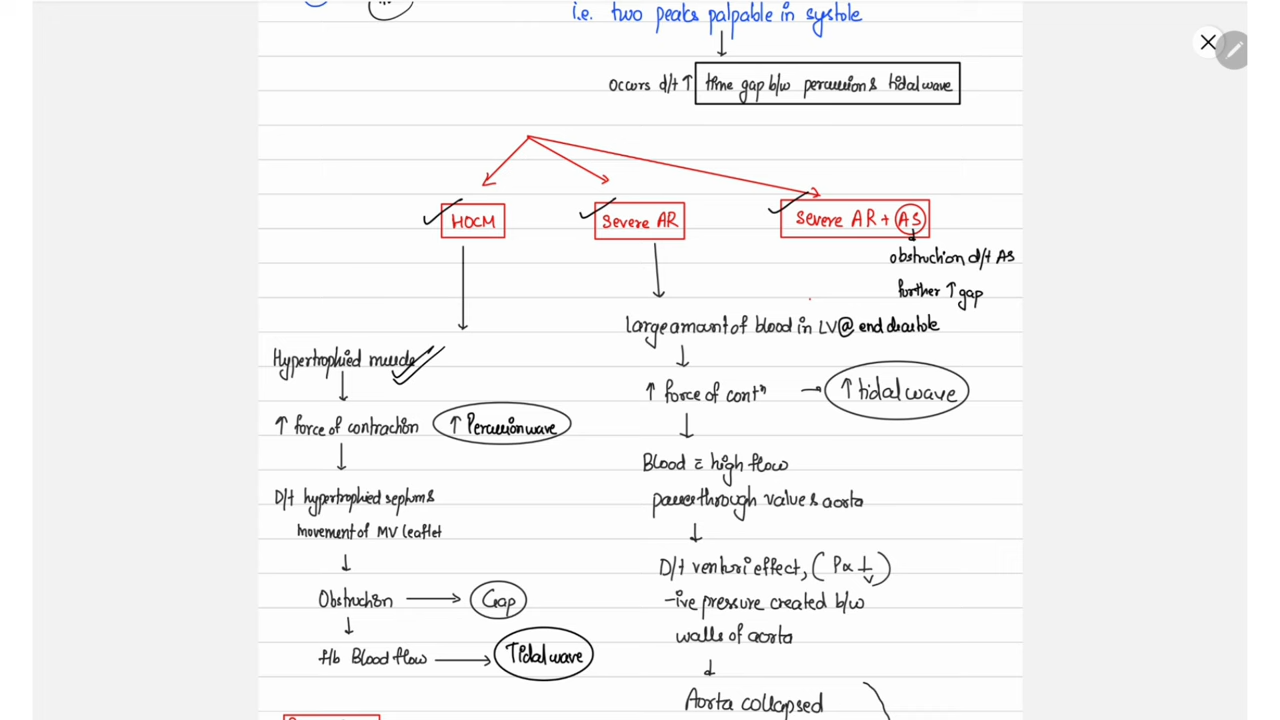 i.e. two peaks palpable in systole
↓
occurs d/t ↑ time gap b/w percussion & tidal wave
HOCM
Severe AR
Severe AR + AS
obstruction d/t AS
further ↑ gap
Large amount of blood in LV @ end diastole
↓
Hypertrophied muscle
↓
↑ force of contⁿ → ↑ tidal wave
↓
↑ force of contraction ↑ Percussion wave
↓
Blood c̄ high flow
passes through valve & aorta
↓
D/t hypertrophied septum &
movement of MV leaflet
↓
D/t venturi effect, (P ∝ 1/V)
-ive pressure created b/w
walls of aorta
↓
Obstruction → Gap
↓
f/b Blood flow → Tidal wave
Aorta collapsed